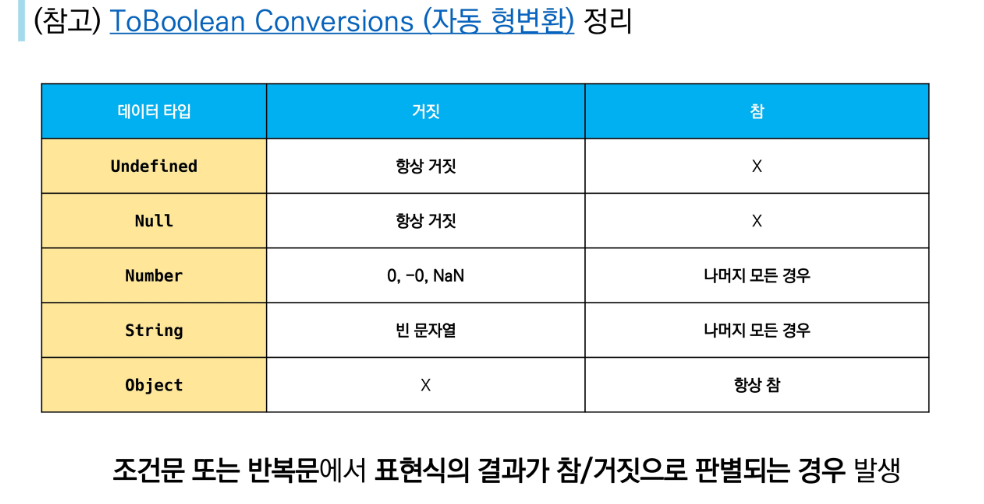 (참고) ToBoolean Conversions (자동 형변환) 정리
데이터 타입 거짓 참
Undefined 항상 거짓 X
Null 항상 거짓 X
Number 0, -0, NaN 나머지 모든 경우
String 빈 문자열 나머지 모든 경우
Object X 항상 참
조건문 또는 반복문에서 표현식의 결과가 참/거짓으로 판별되는 경우 발생